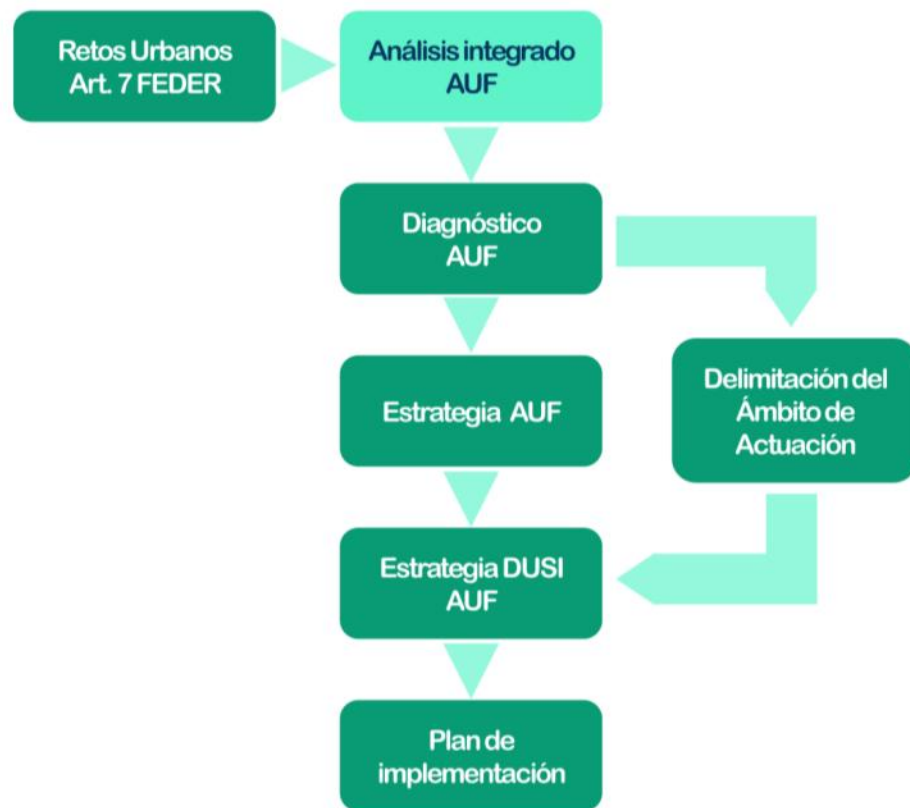 Retos Urbanos
Art. 7 FEDER
Análisis integrado
AUF
Diagnóstico
AUF
Estrategia AUF
Delimitación del
Ámbito de
Actuación
Estrategia DUSI
AUF
Plan de
implementación